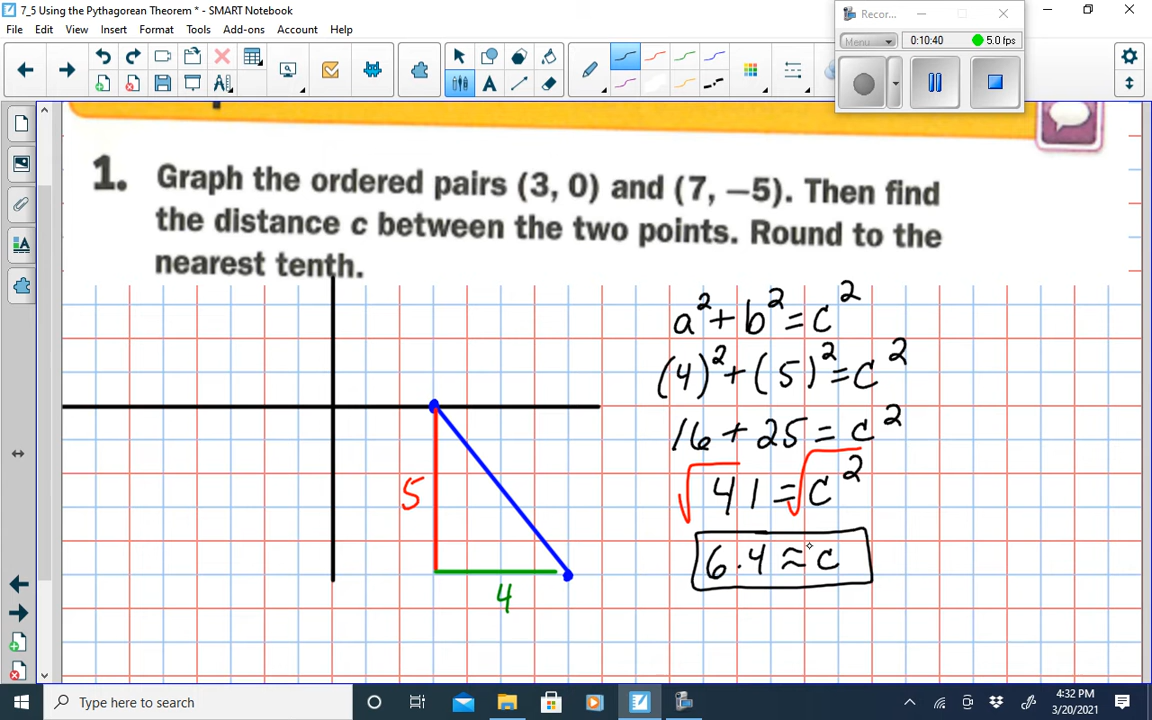 7_5 Using the Pythagorean Theorem * - SMART Notebook
Recor...
File Edit View Insert Format Tools Add-ons Account Help
Menu
0:10:40
5.0 fps
1. Graph the ordered pairs (3, 0) and (7, −5). Then find
the distance c between the two points. Round to the
nearest tenth.
a² + b² = c²
(4)² + (5)² = c²
16 + 25 = c²
√41 = √c²
6.4 ≈ c
5
4
Type here to search
4:32 PM
3/20/2021